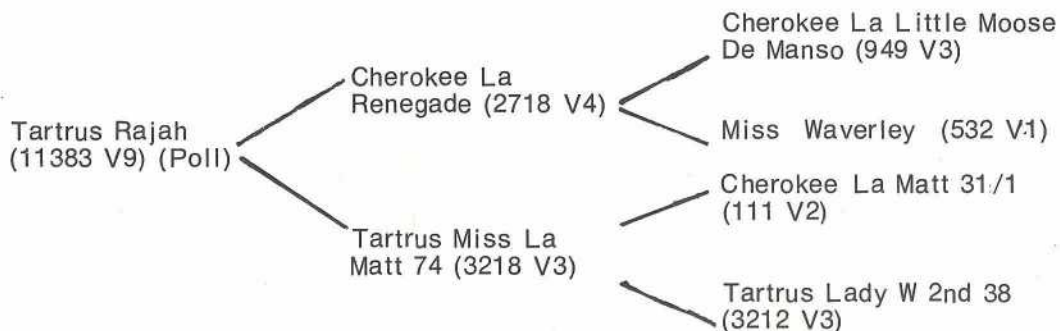 Cherokee La Little Moose
De Manso (949 V3)
Cherokee La
Renegade (2718 V4)
Tartrus Rajah
(11383 V9) (Poll)
Miss Waverley (532 V.1)
Cherokee La Matt 31/1
(111 V2)
Tartrus Miss La
Matt 74 (3218 V3)
Tartrus Lady W 2nd 38
(3212 V3)